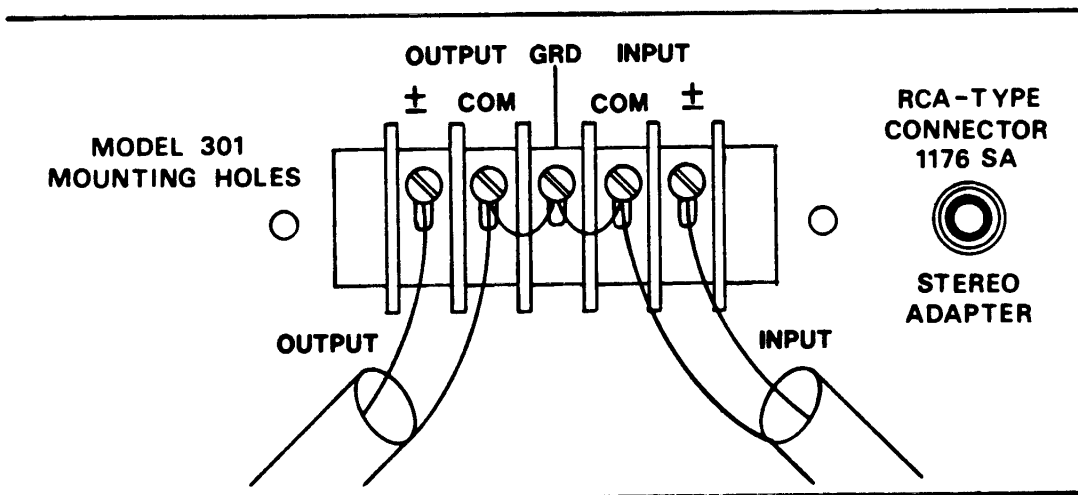 OUTPUT GRD INPUT
± COM COM ±
MODEL 301
MOUNTING HOLES
RCA-TYPE
CONNECTOR
1176 SA
STEREO
ADAPTER
OUTPUT
INPUT